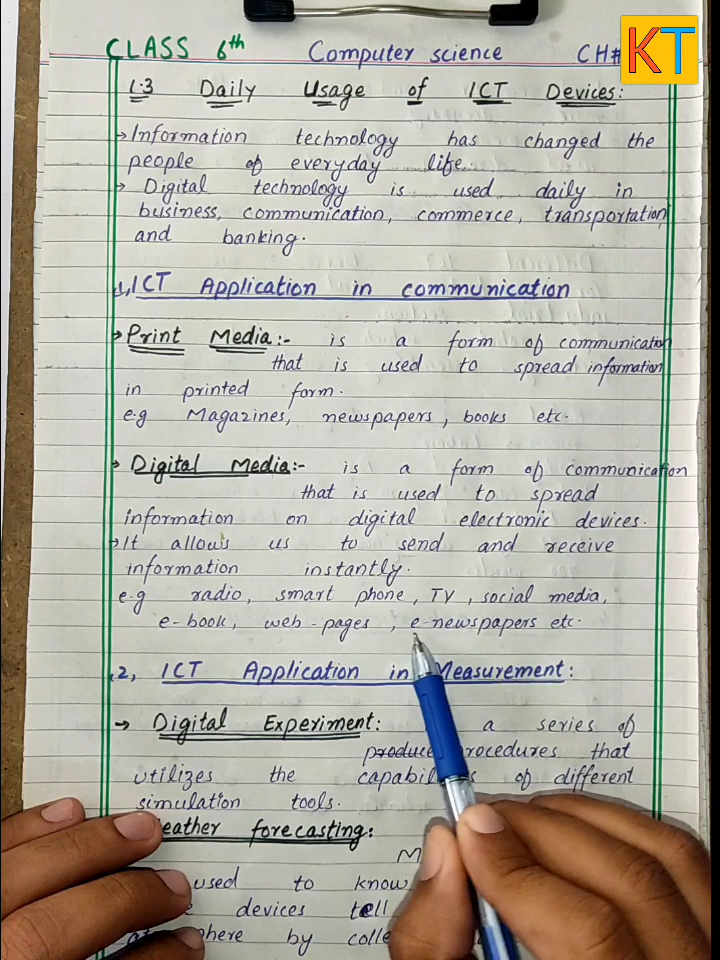 CLASS 6th Computer science CH#
KT
1.3 Daily Usage of ICT Devices:
→ Information technology has changed the
people of everyday life.
→ Digital technology is used daily in
business, communication, commerce, transportation
and banking.
1, ICT Application in communication
→ Print Media:- is a form of communication
that is used to spread information
in printed form.
e.g Magazines, newspapers, books etc.
→ Digital Media:- is a form of communication
that is used to spread
information on digital electronic devices.
→ It allows us to send and receive
information instantly.
e.g radio, smart phone, TV, social media,
e-book, web-pages, e-newspapers etc.
2, ICT Application in Measurement:
→ Digital Experiment: a series of
produce procedures that
utilizes the of different
simulation tools.
forecasting:
used to know
devices tell
by